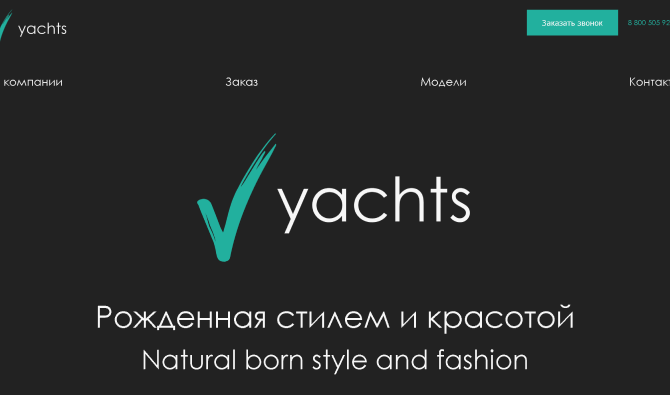 yachts
Заказать звонок
8 800 505 92
компании
Заказ
Модели
Контак
yachts
Рожденная стилем и красотой
Natural born style and fashion